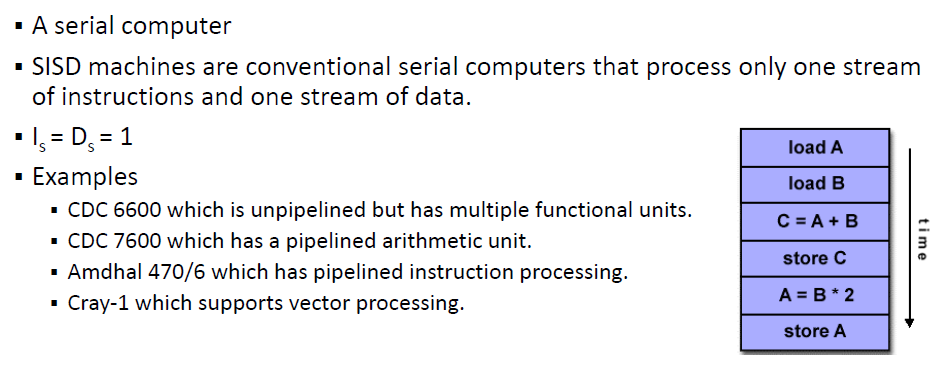 ▪ A serial computer
▪ SISD machines are conventional serial computers that process only one stream
of instructions and one stream of data.
▪ Is = Ds = 1
▪ Examples
▪ CDC 6600 which is unpipelined but has multiple functional units.
▪ CDC 7600 which has a pipelined arithmetic unit.
▪ Amdhal 470/6 which has pipelined instruction processing.
▪ Cray-1 which supports vector processing.
load A
load B
C = A + B
store C
A = B * 2
store A
time